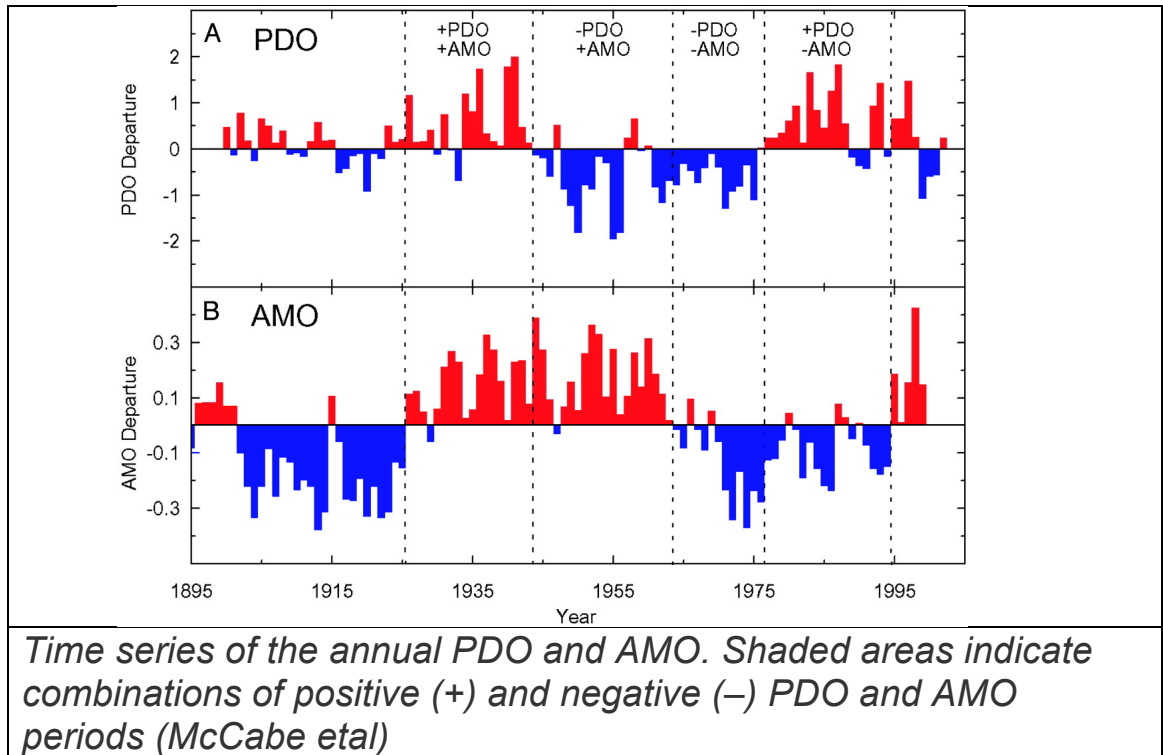 A PDO
+PDO
+AMO
-PDO
+AMO
-PDO
-AMO
+PDO
-AMO
2
1
0
-1
-2
PDO Departure
B AMO
0.3
0.1
-0.1
-0.3
AMO Departure
1895 1915 1935 1955 1975 1995
Year
Time series of the annual PDO and AMO. Shaded areas indicate
combinations of positive (+) and negative (–) PDO and AMO
periods (McCabe etal)